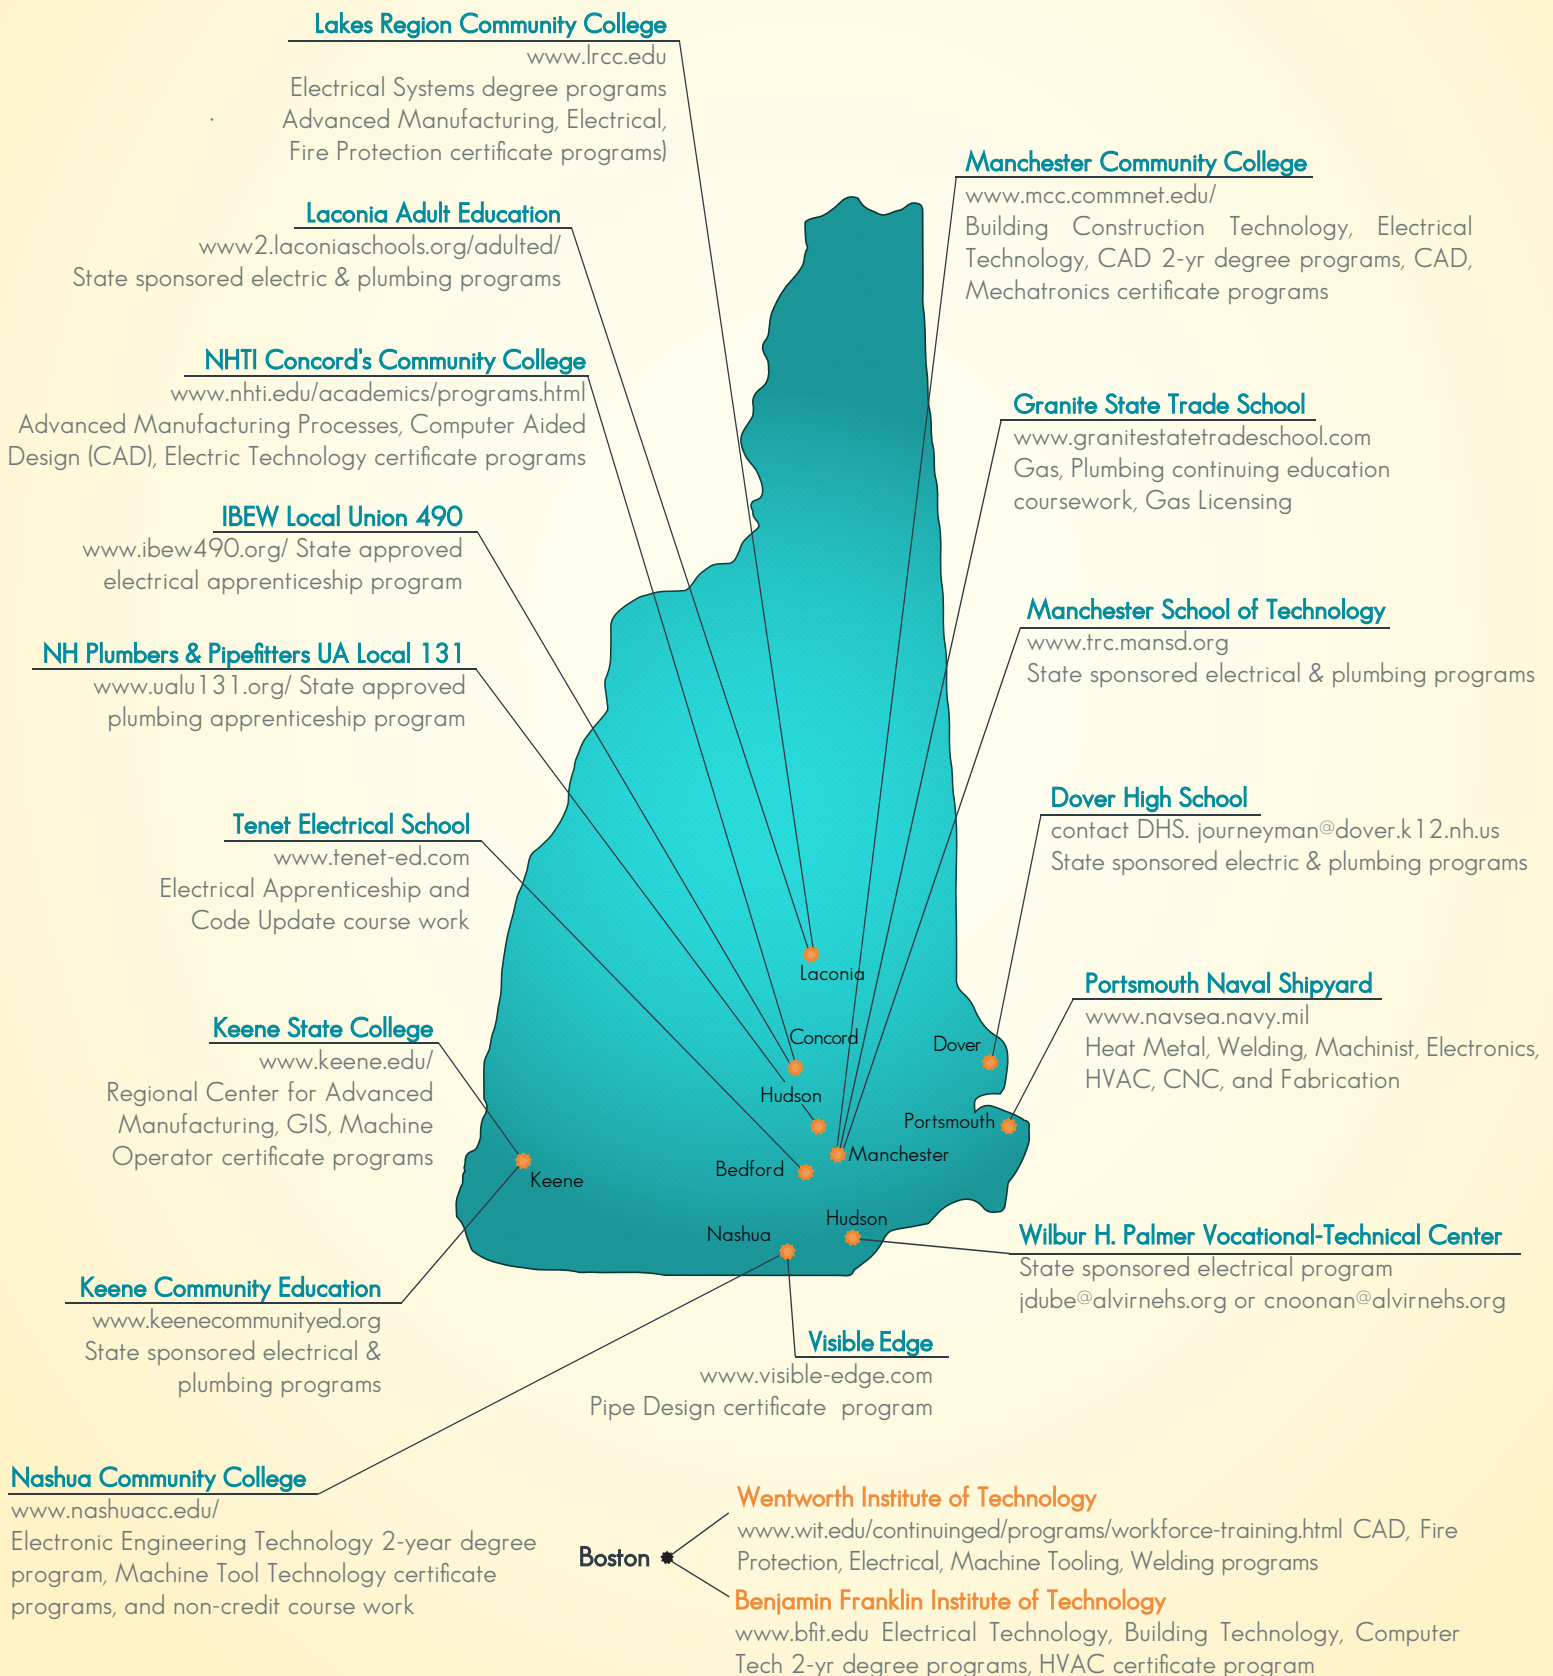 Lakes Region Community College
www.lrcc.edu
Electrical Systems degree programs
Advanced Manufacturing, Electrical,
Fire Protection certificate programs)
Laconia Adult Education
www2.laconiaschools.org/adulted/
State sponsored electric & plumbing programs
NHTI Concord's Community College
www.nhti.edu/academics/programs.html
Advanced Manufacturing Processes, Computer Aided
Design (CAD), Electric Technology certificate programs
IBEW Local Union 490
www.ibew490.org/ State approved
electrical apprenticeship program
NH Plumbers & Pipefitters UA Local 131
www.ualu131.org/ State approved
plumbing apprenticeship program
Tenet Electrical School
www.tenet-ed.com
Electrical Apprenticeship and
Code Update course work
Keene State College
www.keene.edu/
Regional Center for Advanced
Manufacturing, GIS, Machine
Operator certificate programs
Keene Community Education
www.keenecommunityed.org
State sponsored electrical &
plumbing programs
Nashua Community College
www.nashuacc.edu/
Electronic Engineering Technology 2-year degree
program, Machine Tool Technology certificate
programs, and non-credit course work
Manchester Community College
www.mcc.commnet.edu/
Building Construction Technology, Electrical
Technology, CAD 2-yr degree programs, CAD,
Mechatronics certificate programs
Granite State Trade School
www.granitestatetradeschool.com
Gas, Plumbing continuing education
coursework, Gas Licensing
Manchester School of Technology
www.trc.mansd.org
State sponsored electrical & plumbing programs
Dover High School
contact DHS. journeyman@dover.k12.nh.us
State sponsored electric & plumbing programs
Portsmouth Naval Shipyard
www.navsea.navy.mil
Heat Metal, Welding, Machinist, Electronics,
HVAC, CNC, and Fabrication
Wilbur H. Palmer Vocational-Technical Center
State sponsored electrical program
jdube@alvirnehs.org or cnoonan@alvirnehs.org
Visible Edge
www.visible-edge.com
Pipe Design certificate program
Laconia
Concord
Dover
Hudson
Portsmouth
Manchester
Bedford
Keene
Hudson
Nashua
Boston
Wentworth Institute of Technology
www.wit.edu/continuinged/programs/workforce-training.html CAD, Fire
Protection, Electrical, Machine Tooling, Welding programs
Benjamin Franklin Institute of Technology
www.bfit.edu Electrical Technology, Building Technology, Computer
Tech 2-yr degree programs, HVAC certificate program